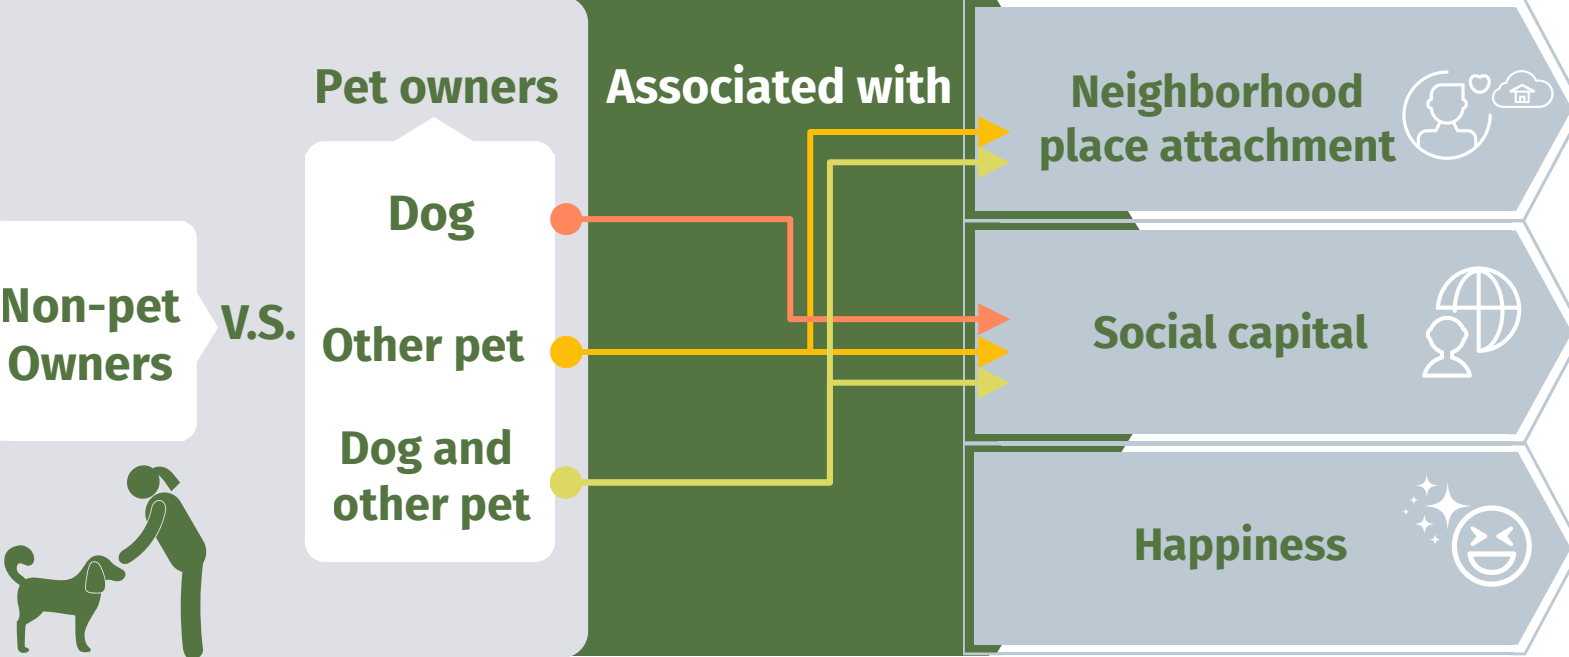 Non-pet
Owners
V.S.
Pet owners
Dog
Other pet
Dog and
other pet
Associated with
Neighborhood
place attachment
Social capital
Happiness